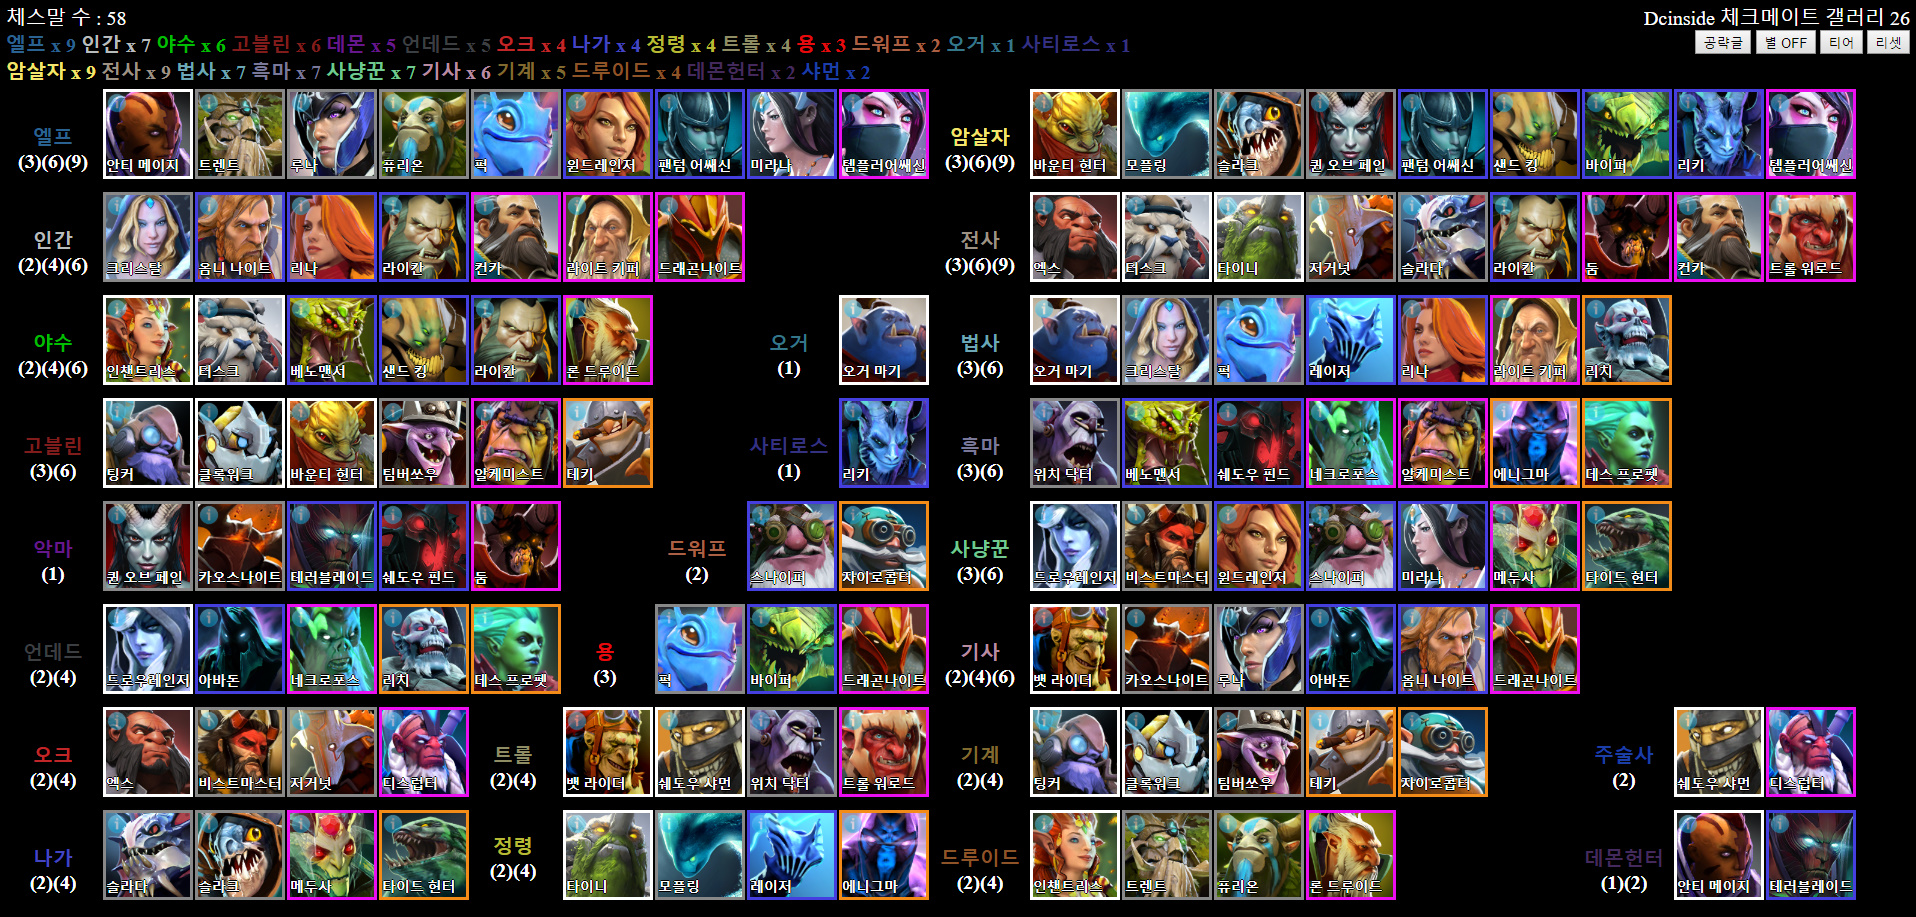 체스말 수 : 58
Dcinside 체크메이트 갤러리 26
엘프 x 9 인간 x 7 야수 x 6 고블린 x 6 데몬 x 5 언데드 x 5 오크 x 4 나가 x 4 정령 x 4 트롤 x 4 용 x 3 드워프 x 2 오거 x 1 사티로스 x 1
공략글 별 OFF 티어 리셋
암살자 x 9 전사 x 9 법사 x 7 흑마 x 7 사냥꾼 x 7 기사 x 6 기계 x 5 드루이드 x 4 데몬헌터 x 2 샤먼 x 2
엘프
(3)(6)(9)
안티 메이지 트렌트 루나 퓨리온 퍽 윈드레인저 팬텀 어쌔신 미라나 템플러어쌔신
암살자
(3)(6)(9)
바운티 헌터 모플링 슬라크 퀸 오브 페인 팬텀 어쌔신 샌드 킹 바이퍼 리키 템플러어쌔신
인간
(2)(4)(6)
크리스탈 옴니 나이트 리나 라이칸 컨카 라이트 키퍼 드래곤나이트
전사
(3)(6)(9)
엑스 터스크 타이니 저거넛 슬라다 라이칸 둠 컨카 트롤 워로드
야수
(2)(4)(6)
인챈트리스 터스크 베노맨서 샌드 킹 라이칸 론 드루이드
오거
(1)
오거 마기
법사
(3)(6)
오거 마기 크리스탈 퍽 레이저 리나 라이트 키퍼 리치
고블린
(3)(6)
팅커 클록워크 바운티 헌터 팀버쏘우 알케미스트 테키
사티로스
(1)
리키
흑마
(3)(6)
위치 닥터 베노맨서 쉐도우 핀드 네크로포스 알케미스트 에니그마 데스 프로펫
악마
(1)
퀸 오브 페인 카오스나이트 테러블레이드 쉐도우 핀드 둠
드워프
(2)
스나이퍼 자이로콥터
사냥꾼
(3)(6)
드로우레인저 비스트마스터 윈드레인저 스나이퍼 미라나 메두사 타이드 헌터
언데드
(2)(4)
드로우레인저 아바돈 네크로포스 리치 데스 프로펫
용
(3)
퍽 바이퍼 드래곤나이트
기사
(2)(4)(6)
뱃 라이더 카오스나이트 루나 아바돈 옴니 나이트 드래곤나이트
오크
(2)(4)
엑스 비스트마스터 저거넛 디스럽터
트롤
(2)(4)
뱃 라이더 쉐도우 샤먼 위치 닥터 트롤 워로드
기계
(2)(4)
팅커 클록워크 팀버쏘우 테키 자이로콥터
주술사
(2)
쉐도우 샤먼 디스럽터
나가
(2)(4)
슬라다 슬라크 메두사 타이드 헌터
정령
(2)(4)
타이니 모플링 레이저 에니그마
드루이드
(2)(4)
인챈트리스 트렌트 퓨리온 론 드루이드
데몬헌터
(1)(2)
안티 메이지 테러블레이드